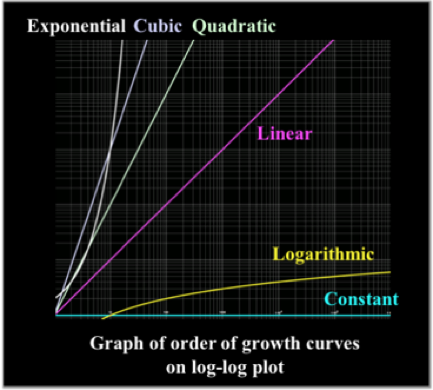 Exponential Cubic Quadratic
Linear
Logarithmic
Constant
Graph of order of growth curves
on log-log plot